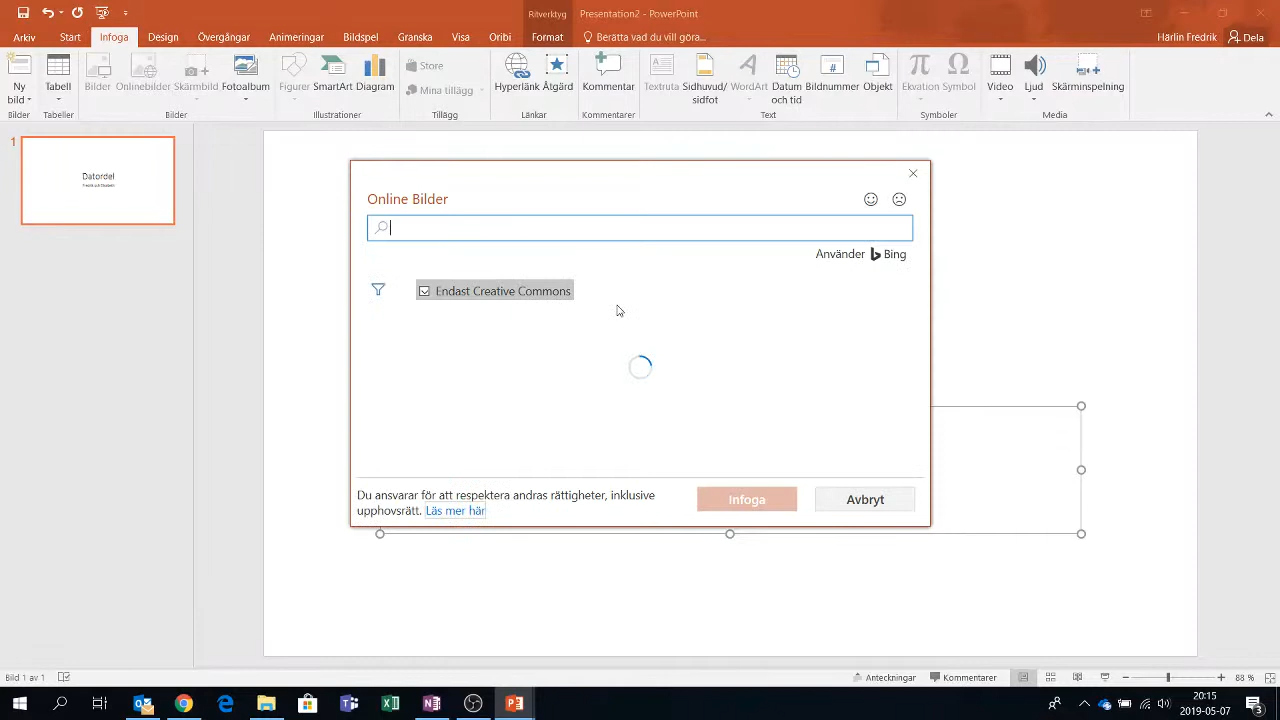 Ritverktyg
Presentation2 - PowerPoint
Arkiv
Start
Infoga
Design
Övergångar
Animeringar
Bildspel
Granska
Visa
Oribi
Format
Berätta vad du vill göra...
Härlin Fredrik
Dela
Ny
bild
Tabell
Bilder
Onlinebilder
Skärmbild
Fotoalbum
Figurer
SmartArt
Diagram
Store
Mina tillägg
Hyperlänk
Åtgärd
Kommentar
Textruta
Sidhuvud/
sidfot
WordArt
Datum
och tid
Bildnummer
Objekt
Ekvation
Symbol
Video
Ljud
Skärminspelning
Bilder
Tabeller
Bilder
Illustrationer
Tillägg
Länkar
Kommentarer
Text
Symboler
Media
1
Datordel
Online Bilder
Använder Bing
Endast Creative Commons
Du ansvarar för att respektera andras rättigheter, inklusive
upphovsrätt. Läs mer här
Infoga
Avbryt
Bild 1 av 1
Anteckningar
Kommentarer
88 %
20:15
2019-05-07
3